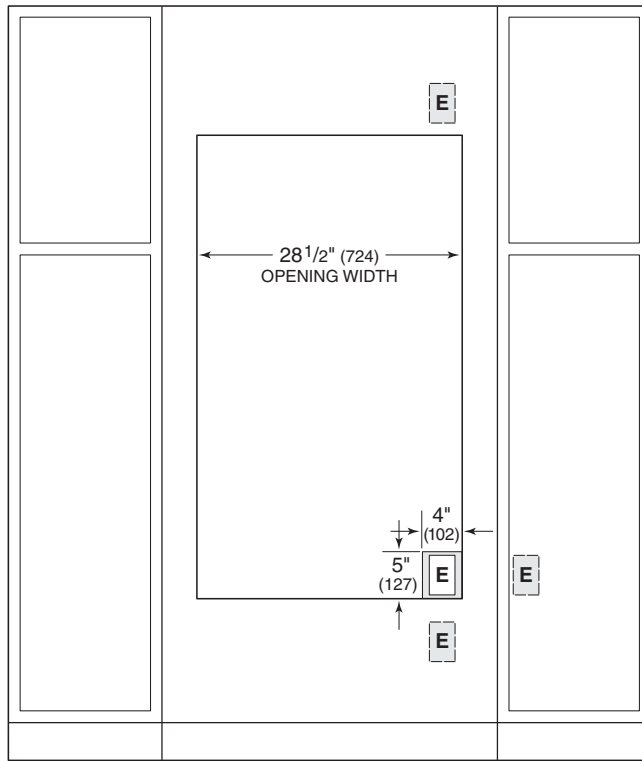 E
28 1/2" (724)
OPENING WIDTH
4"
(102)
5"
(127)
E
E
E